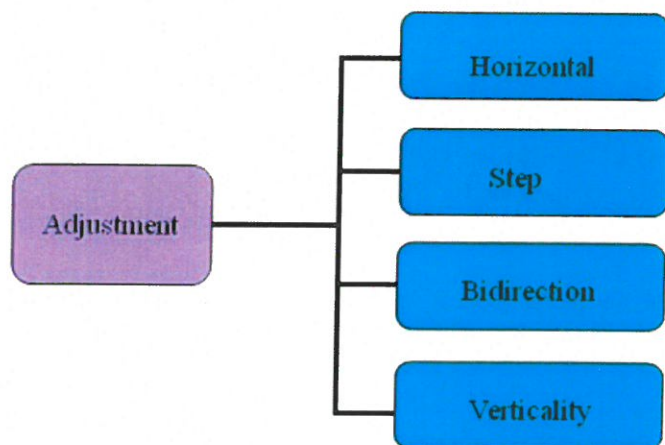 Horizontal
Step
Adjustment
Bidirection
Verticality